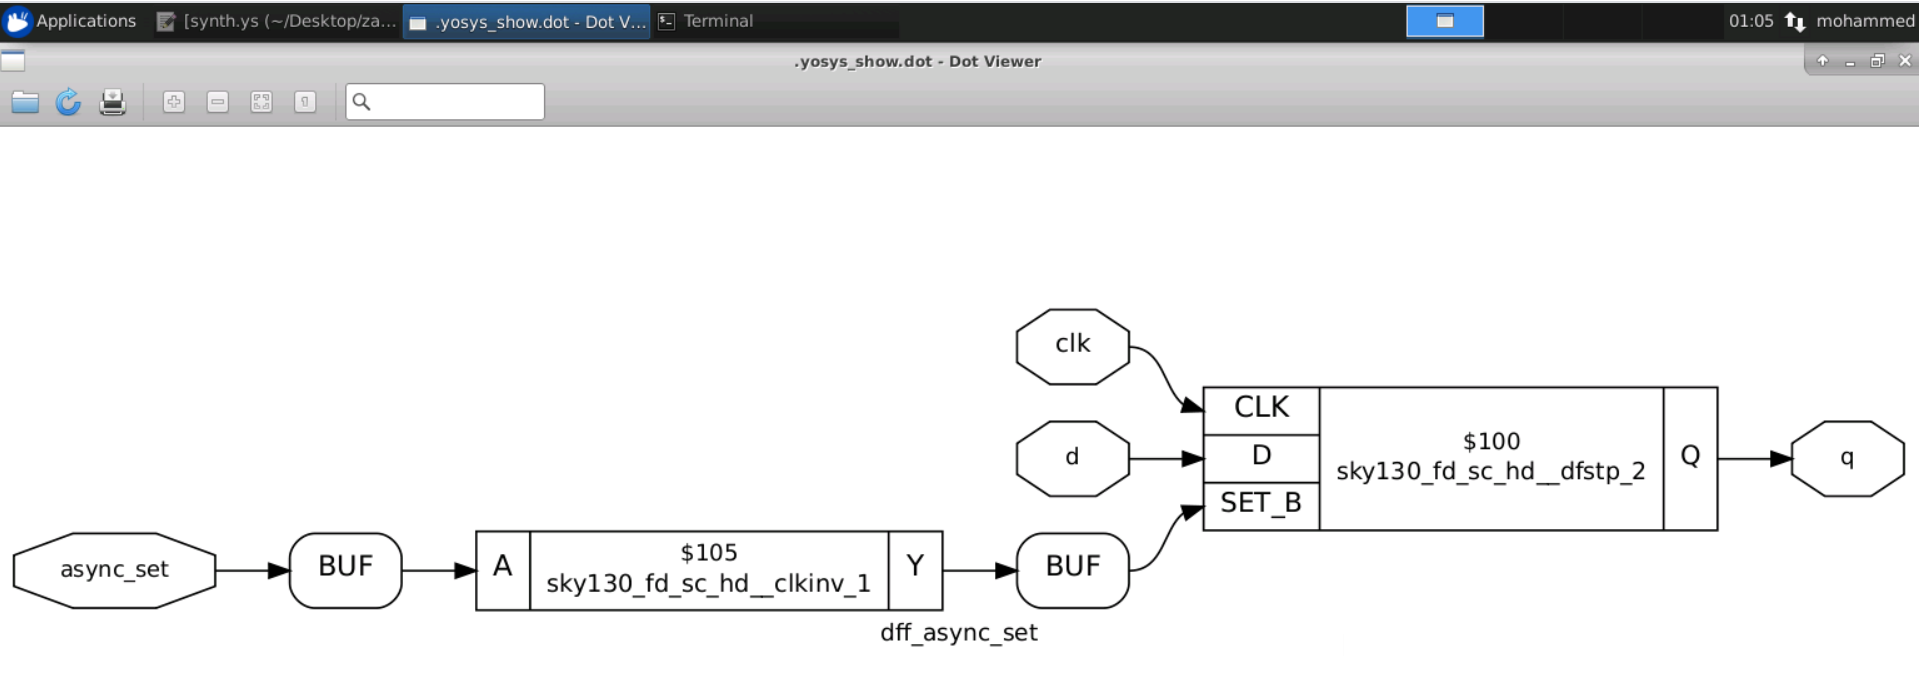 Applications
[synth.ys (~/Desktop/za...
.yosys_show.dot - Dot V...
Terminal
01:05
mohammed
.yosys_show.dot - Dot Viewer
clk
CLK
d
D
$100
sky130_fd_sc_hd__dfstp_2
Q
q
SET_B
async_set
BUF
A
$105
sky130_fd_sc_hd__clkinv_1
Y
BUF
dff_async_set